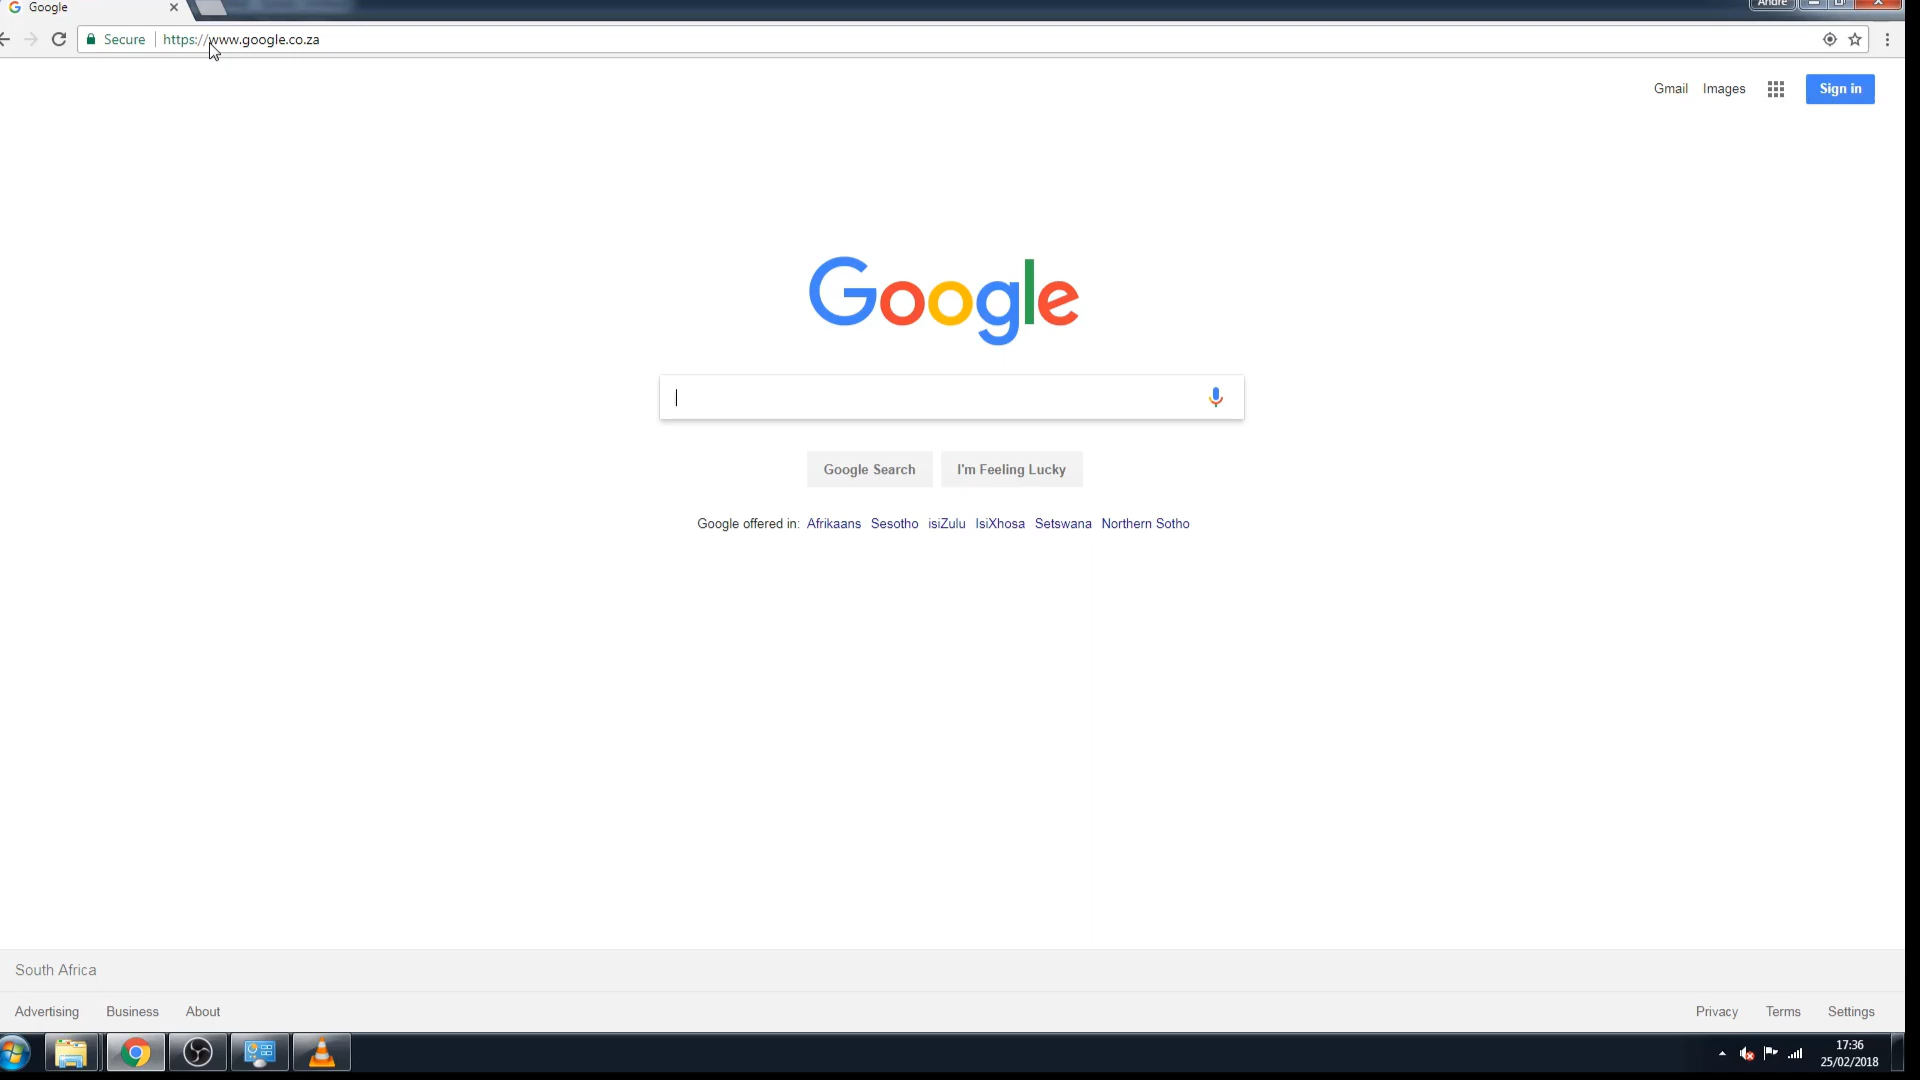 Google
Andre
Secure https://www.google.co.za
Gmail Images Sign in
Google
Google Search I'm Feeling Lucky
Google offered in: Afrikaans Sesotho isiZulu IsiXhosa Setswana Northern Sotho
South Africa
Advertising Business About Privacy Terms Settings
17:36
25/02/2018